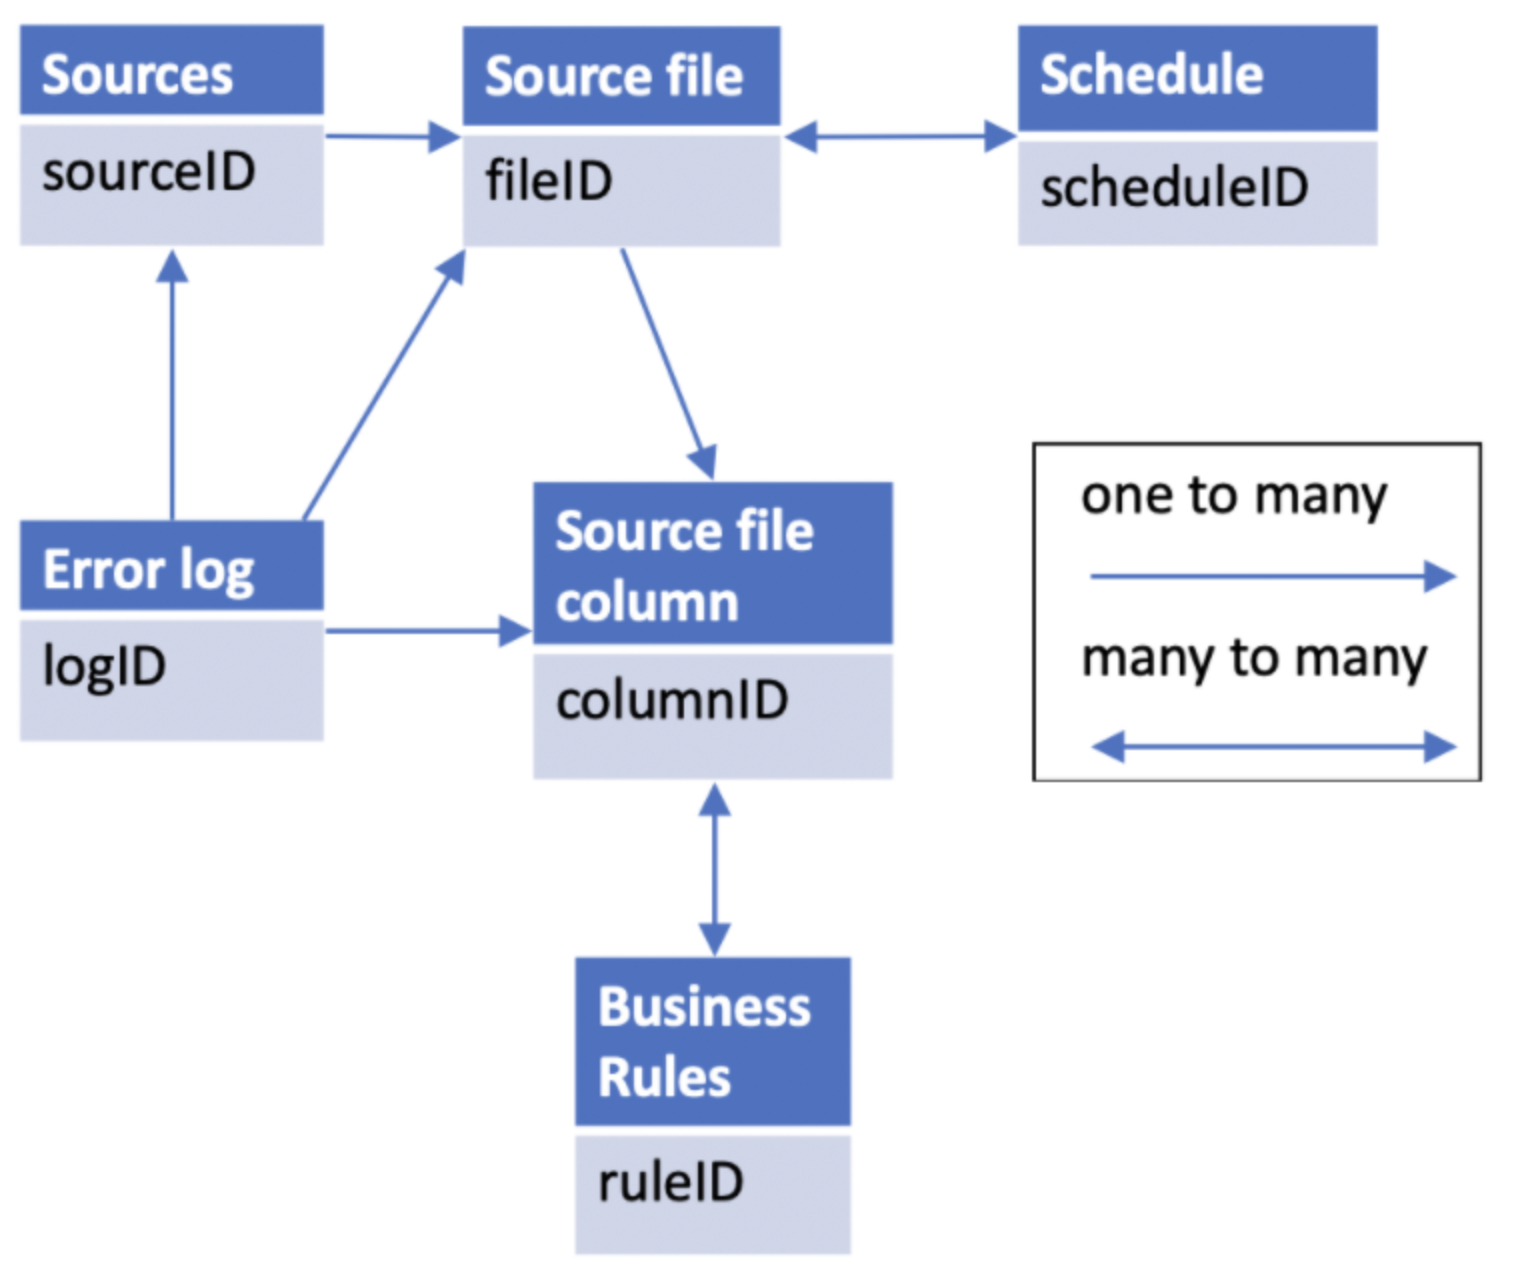 Sources
sourceID
Source file
fileID
Schedule
scheduleID
Error log
logID
Source file
column
columnID
one to many
many to many
Business
Rules
ruleID